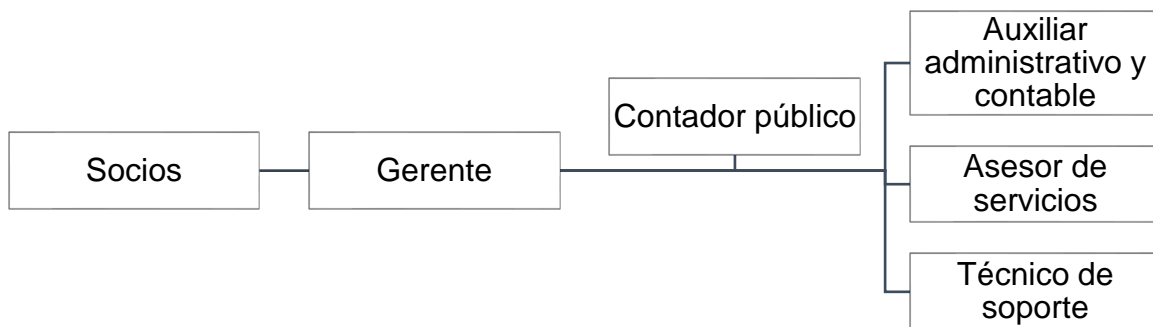 Socios
Gerente
Contador público
Auxiliar
administrativo y
contable
Asesor de
servicios
Técnico de
soporte